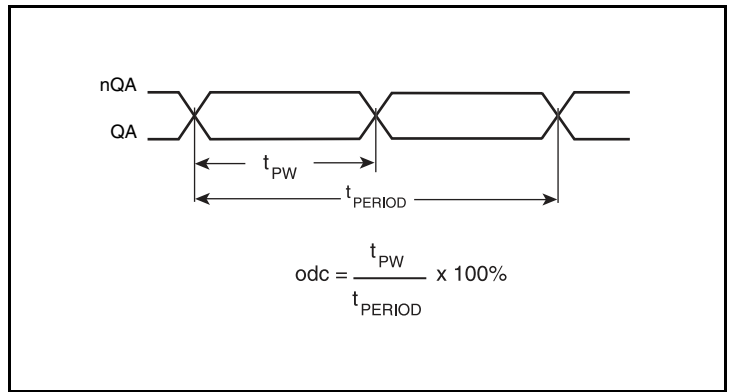 nQA
QA
tPW
tPERIOD
odc = tPW / tPERIOD x 100%